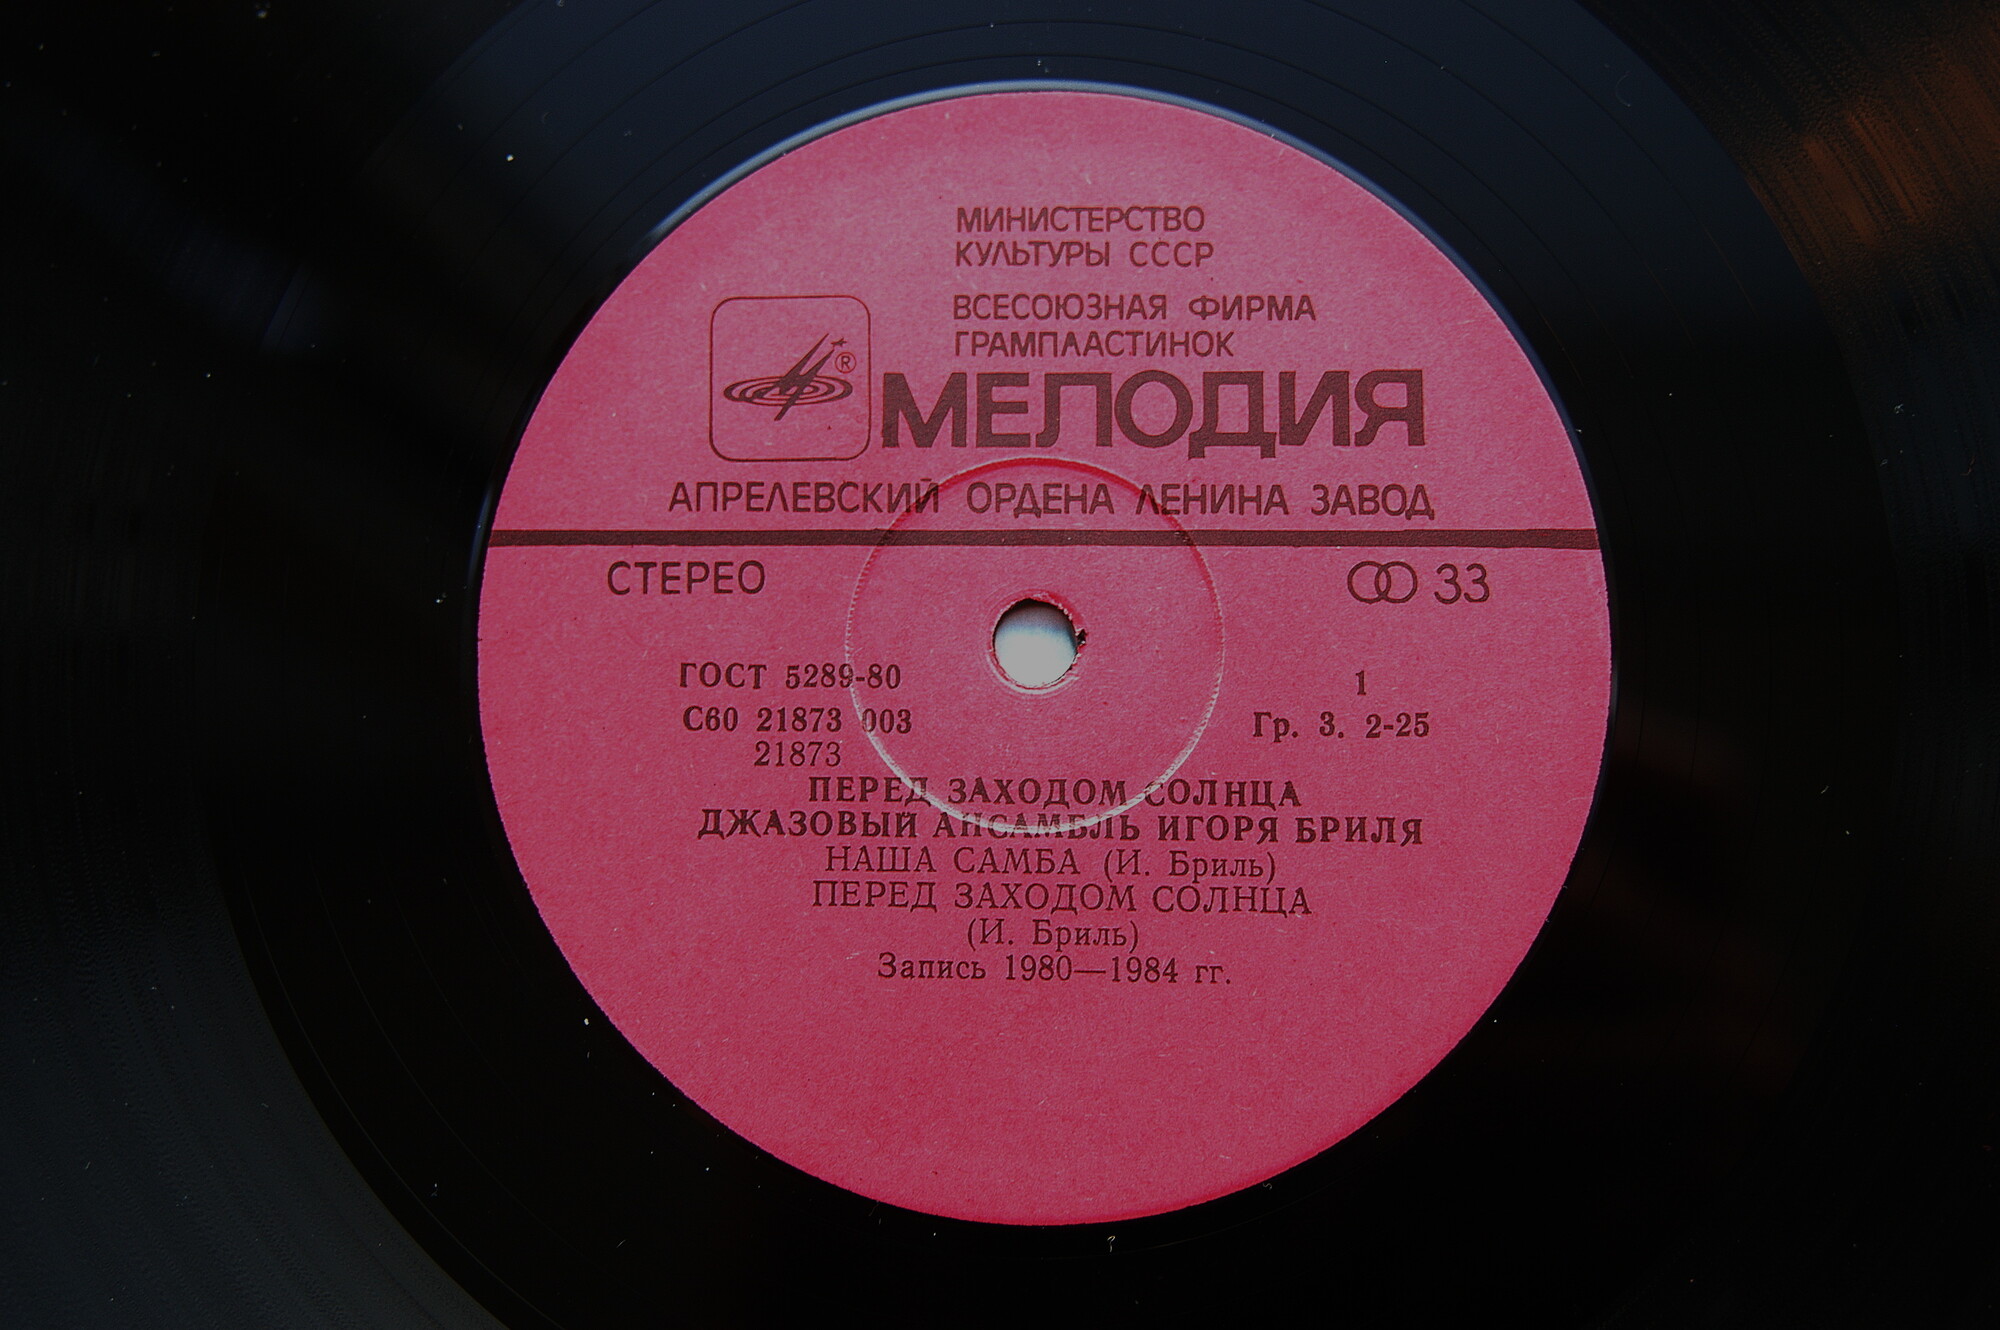 МИНИСТЕРСТВО
КУЛЬТУРЫ СССР
ВСЕСОЮЗНАЯ ФИРМА
ГРАМПЛАСТИНОК
®
МЕЛОДИЯ
АПРЕЛЕВСКИЙ ОРДЕНА ЛЕНИНА ЗАВОД
СТЕРЕО 33
ГОСТ 5289-80 1
С60 21873 003 Гр. 3. 2-25
21873
ПЕРЕД ЗАХОДОМ СОЛНЦА
ДЖАЗОВЫЙ АНСАМБЛЬ ИГОРЯ БРИЛЯ
НАША САМБА (И. Бриль)
ПЕРЕД ЗАХОДОМ СОЛНЦА
(И. Бриль)
Запись 1980—1984 гг.